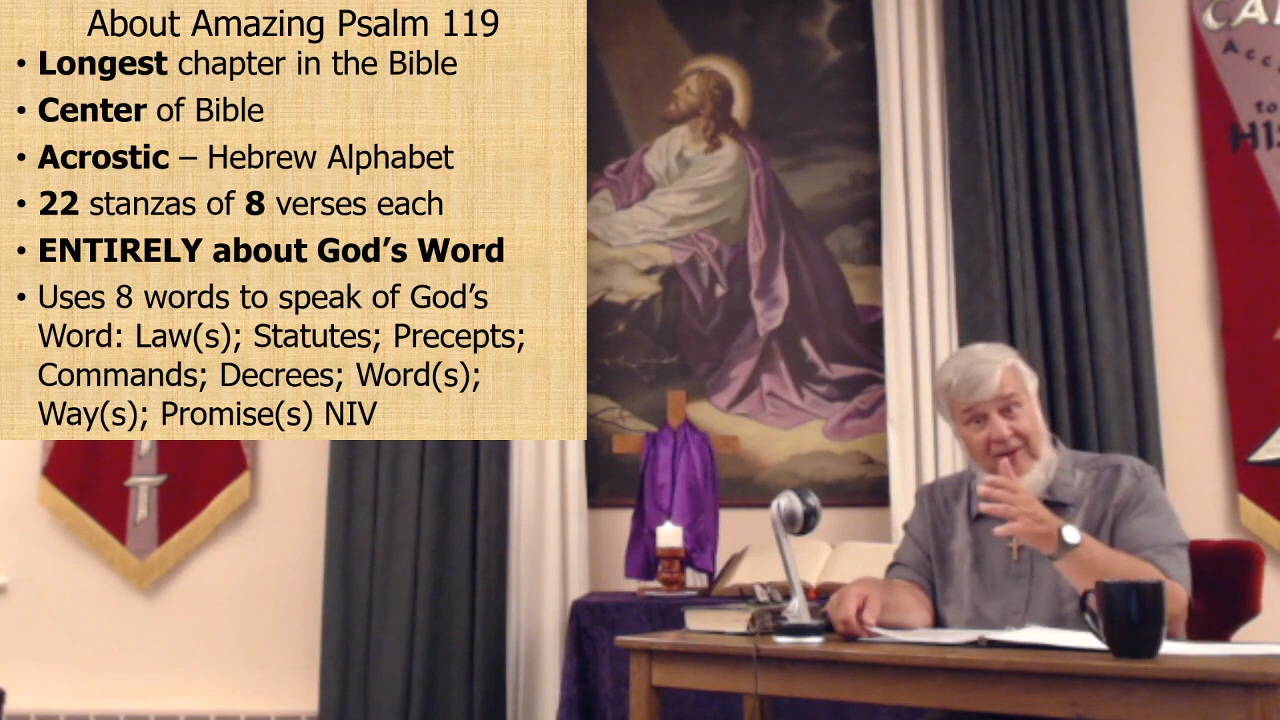 About Amazing Psalm 119
• Longest chapter in the Bible
• Center of Bible
• Acrostic – Hebrew Alphabet
• 22 stanzas of 8 verses each
• ENTIRELY about God’s Word
• Uses 8 words to speak of God’s
Word: Law(s); Statutes; Precepts;
Commands; Decrees; Word(s);
Way(s); Promise(s) NIV
to